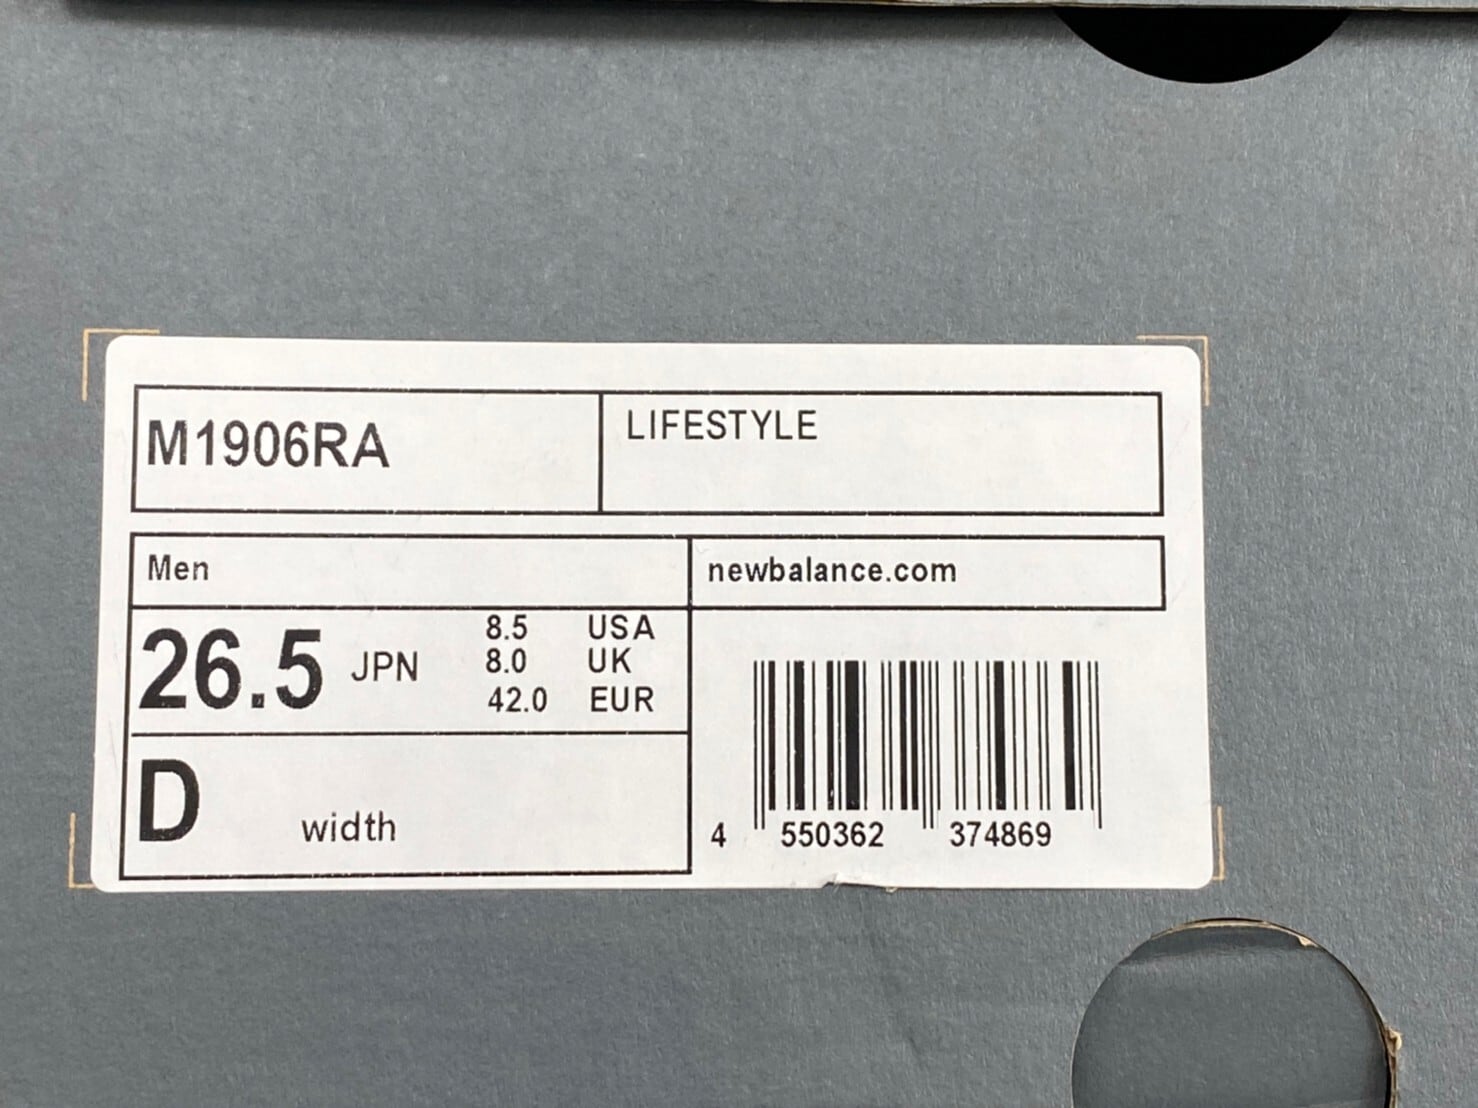 M1906RA
LIFESTYLE
Men
newbalance.com
26.5 JPN
8.5 USA
8.0 UK
42.0 EUR
D width
4 550362 374869